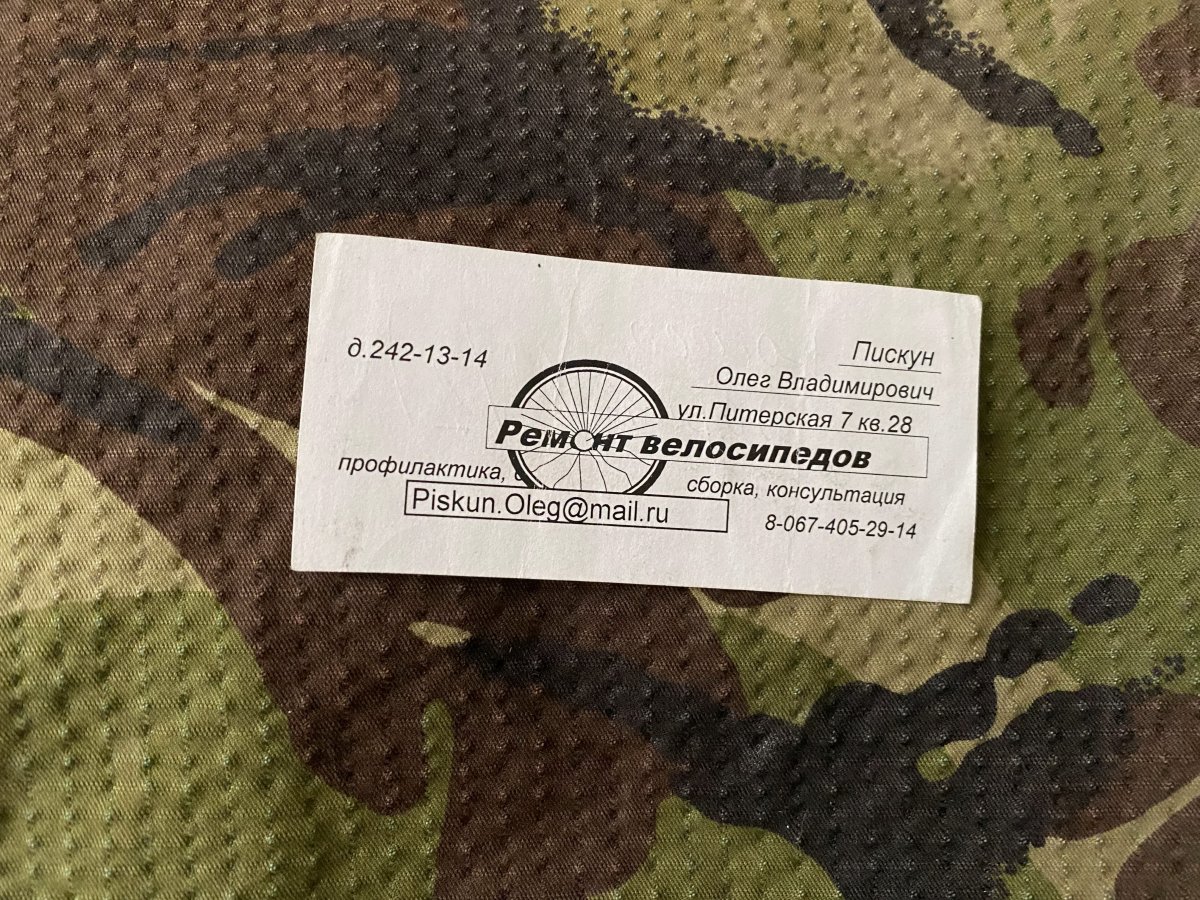 д.242-13-14
Пискун
Олег Владимирович
ул.Питерская 7 кв.28
Ремонт велосипедов
профилактика,
сборка, консультация
Piskun.Oleg@mail.ru
8-067-405-29-14